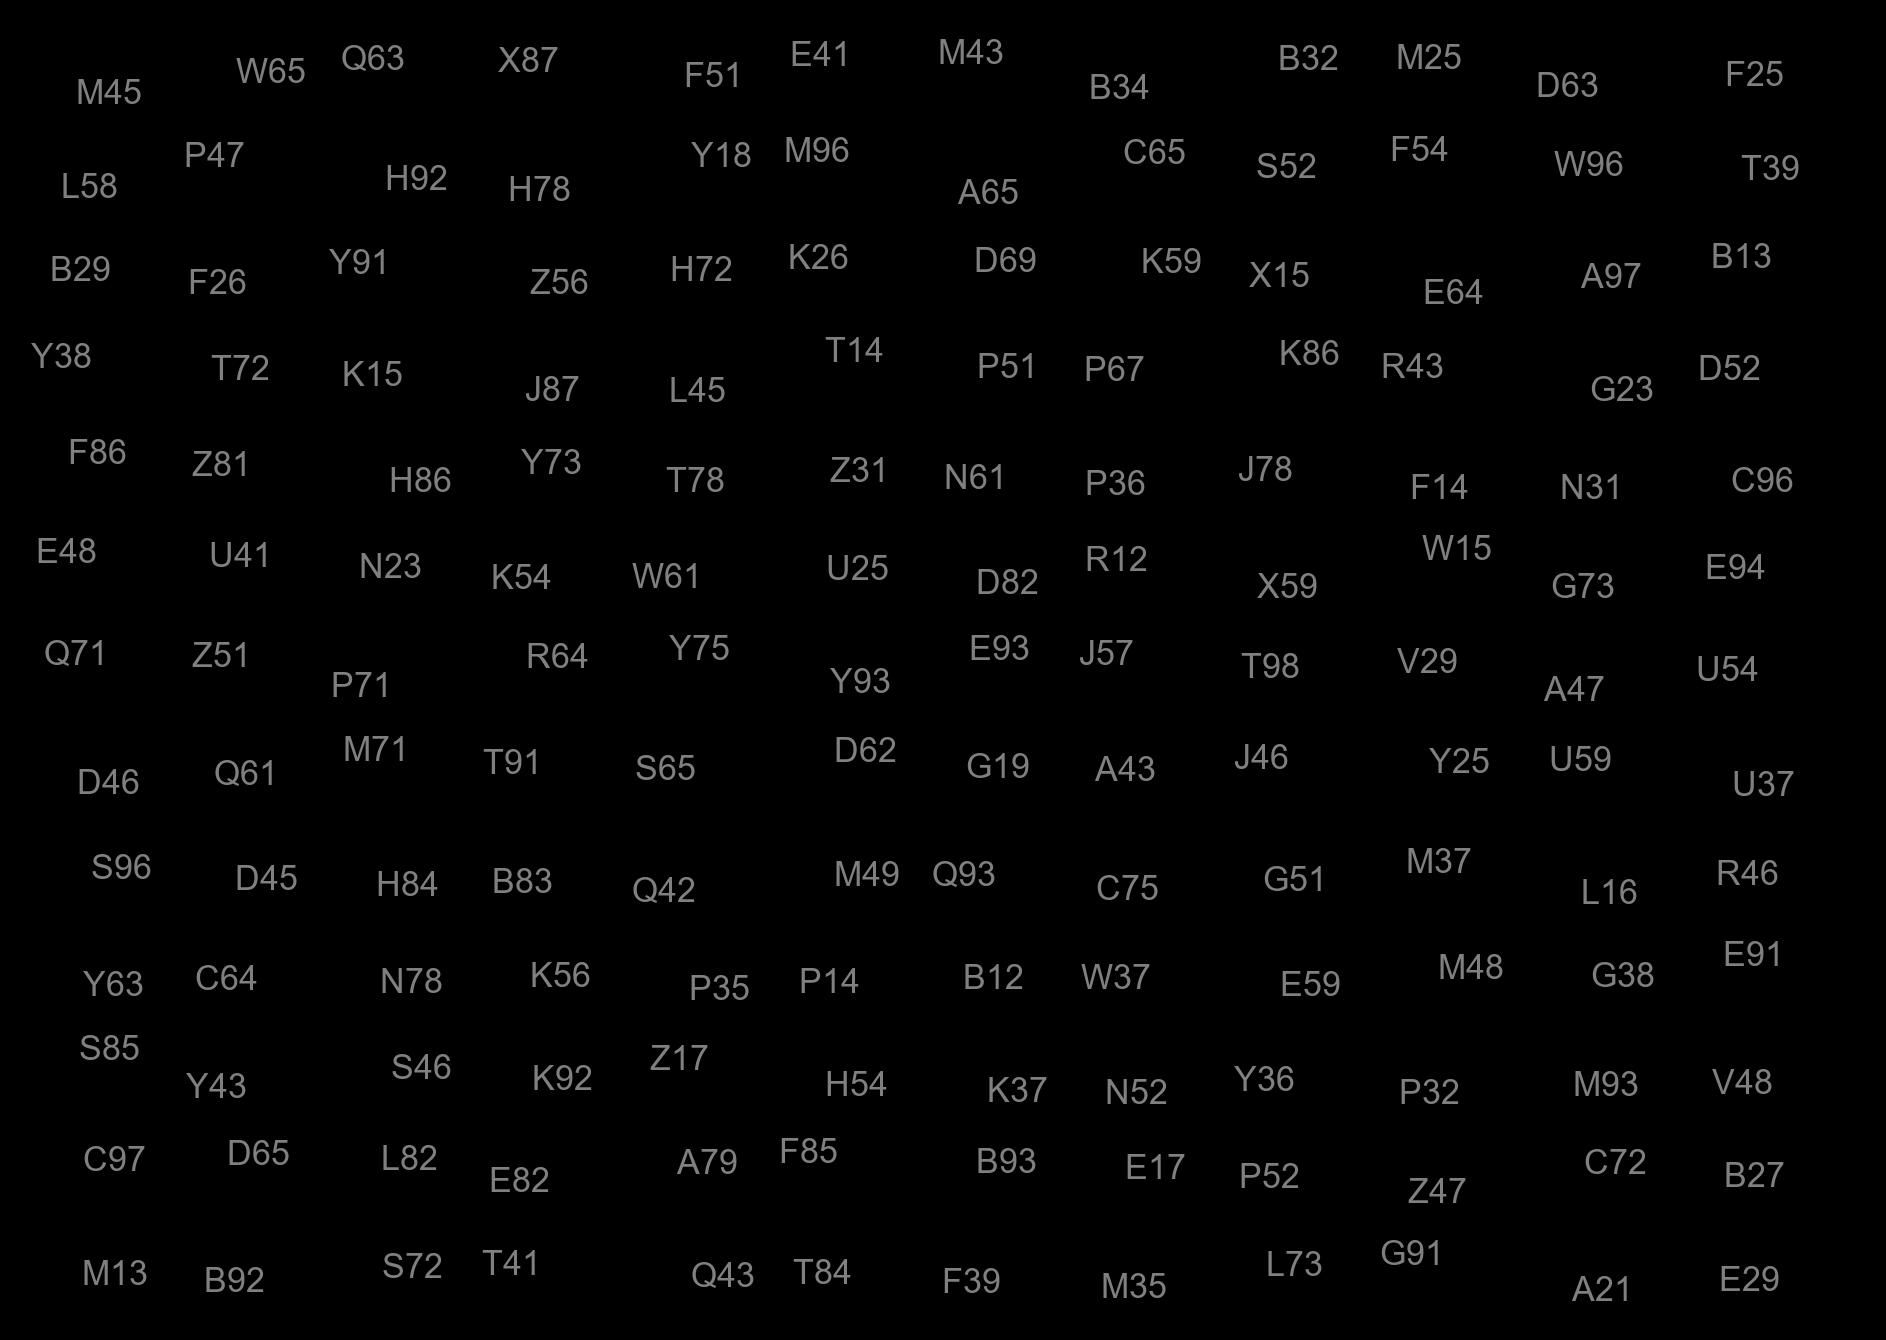 M45 W65 Q63 X87 F51 E41 M43 B34 B32 M25 D63 F25
L58 P47 H92 H78 Y18 M96 A65 C65 S52 F54 W96 T39
B29 F26 Y91 Z56 H72 K26 D69 K59 X15 E64 A97 B13
Y38 T72 K15 J87 L45 T14 P51 P67 K86 R43 G23 D52
F86 Z81 H86 Y73 T78 Z31 N61 P36 J78 F14 N31 C96
E48 U41 N23 K54 W61 U25 D82 R12 X59 W15 G73 E94
Q71 Z51 P71 R64 Y75 Y93 E93 J57 T98 V29 A47 U54
D46 Q61 M71 T91 S65 D62 G19 A43 J46 Y25 U59 U37
S96 D45 H84 B83 Q42 M49 Q93 C75 G51 M37 L16 R46
Y63 C64 N78 K56 P35 P14 B12 W37 E59 M48 G38 E91
S85 Y43 S46 K92 Z17 H54 K37 N52 Y36 P32 M93 V48
C97 D65 L82 E82 A79 F85 B93 E17 P52 Z47 C72 B27
M13 B92 S72 T41 Q43 T84 F39 M35 L73 G91 A21 E29